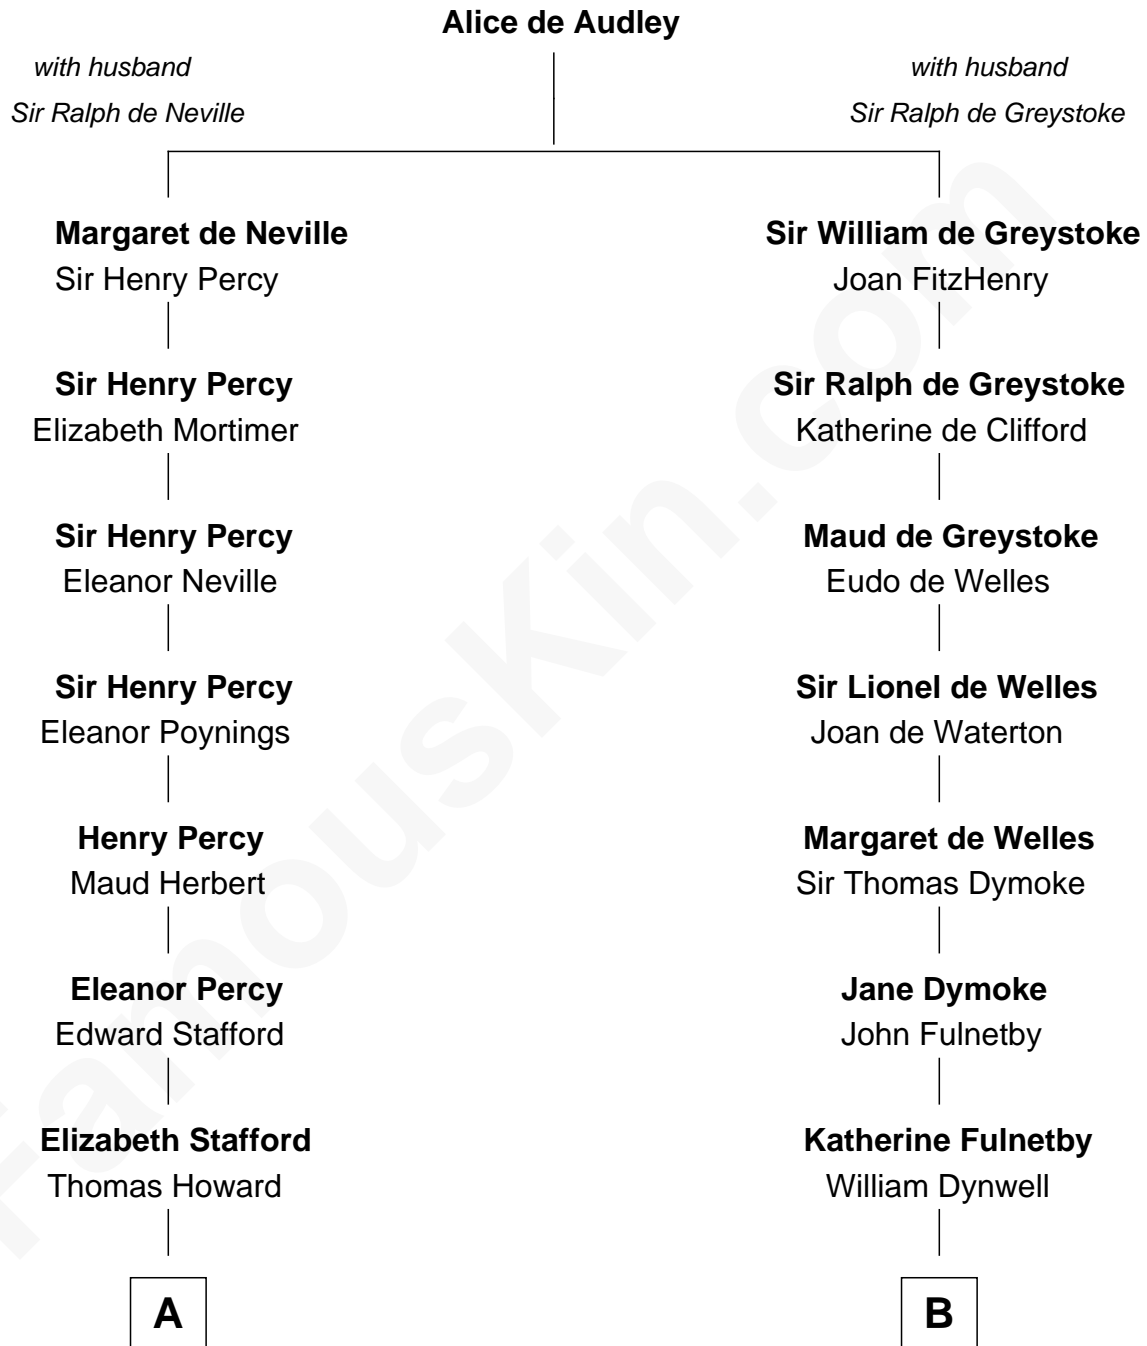 Alice de Audley
with husband
Sir Ralph de Neville
with husband
Sir Ralph de Greystoke
Margaret de Neville
Sir Henry Percy
Sir William de Greystoke
Joan FitzHenry
Sir Henry Percy
Elizabeth Mortimer
Sir Ralph de Greystoke
Katherine de Clifford
Sir Henry Percy
Eleanor Neville
Maud de Greystoke
Eudo de Welles
Sir Henry Percy
Eleanor Poynings
Sir Lionel de Welles
Joan de Waterton
Henry Percy
Maud Herbert
Margaret de Welles
Sir Thomas Dymoke
Eleanor Percy
Edward Stafford
Jane Dymoke
John Fulnetby
Elizabeth Stafford
Thomas Howard
Katherine Fulnetby
William Dynwell
A
B
FamousKin.com